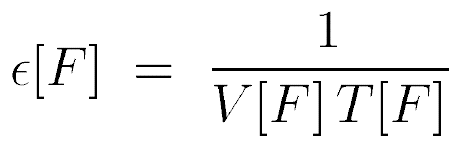 ϵ[F] = 1 / V[F] T[F]